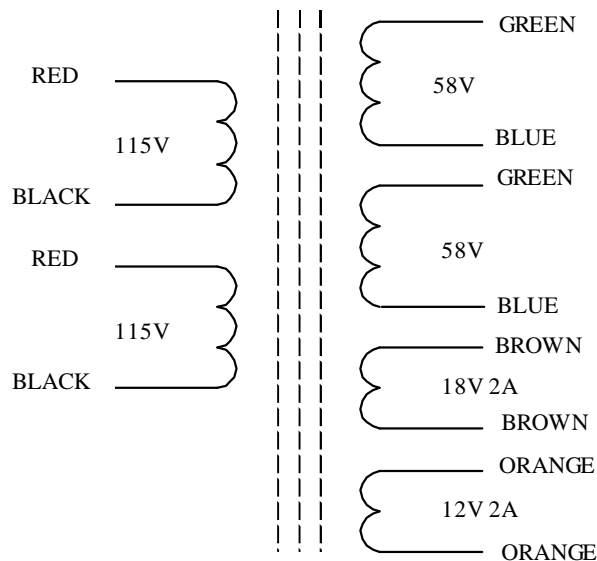 GREEN
RED
58V
115V
BLUE
BLACK
GREEN
RED
58V
BLUE
115V
BROWN
BLACK
18V 2A
BROWN
ORANGE
12V 2A
ORANGE